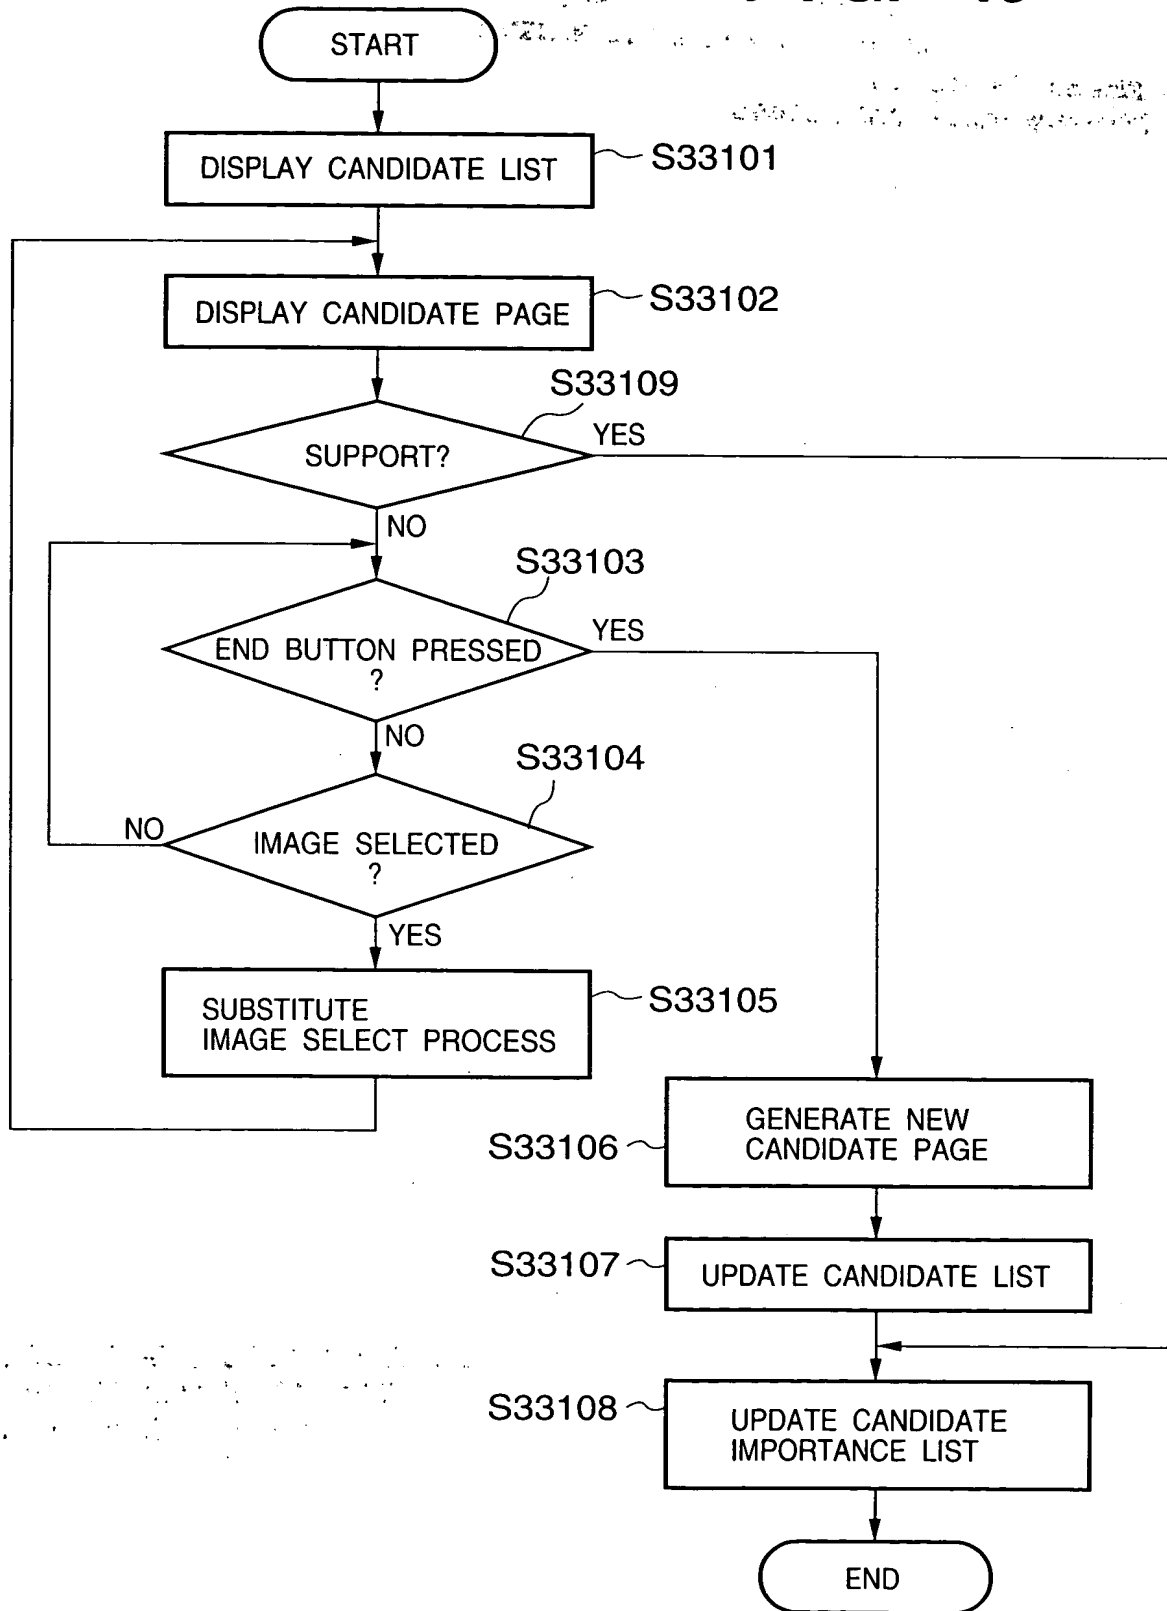 START
DISPLAY CANDIDATE LIST
S33101
DISPLAY CANDIDATE PAGE
S33102
S33109
SUPPORT?
YES
NO
S33103
END BUTTON PRESSED
?
YES
NO
S33104
IMAGE SELECTED
?
NO
YES
SUBSTITUTE
IMAGE SELECT PROCESS
S33105
GENERATE NEW
CANDIDATE PAGE
S33106
UPDATE CANDIDATE LIST
S33107
UPDATE CANDIDATE
IMPORTANCE LIST
S33108
END